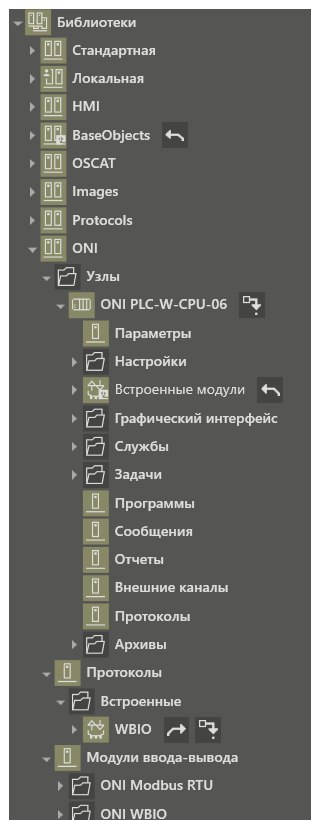 Библиотеки
Стандартная
Локальная
HMI
BaseObjects
OSCAT
Images
Protocols
ONI
Узлы
ONI PLC-W-CPU-06
Параметры
Настройки
Встроенные модули
Графический интерфейс
Службы
Задачи
Программы
Сообщения
Отчеты
Внешние каналы
Протоколы
Архивы
Протоколы
Встроенные
WBIO
Модули ввода-вывода
ONI Modbus RTU
ONI WBIO